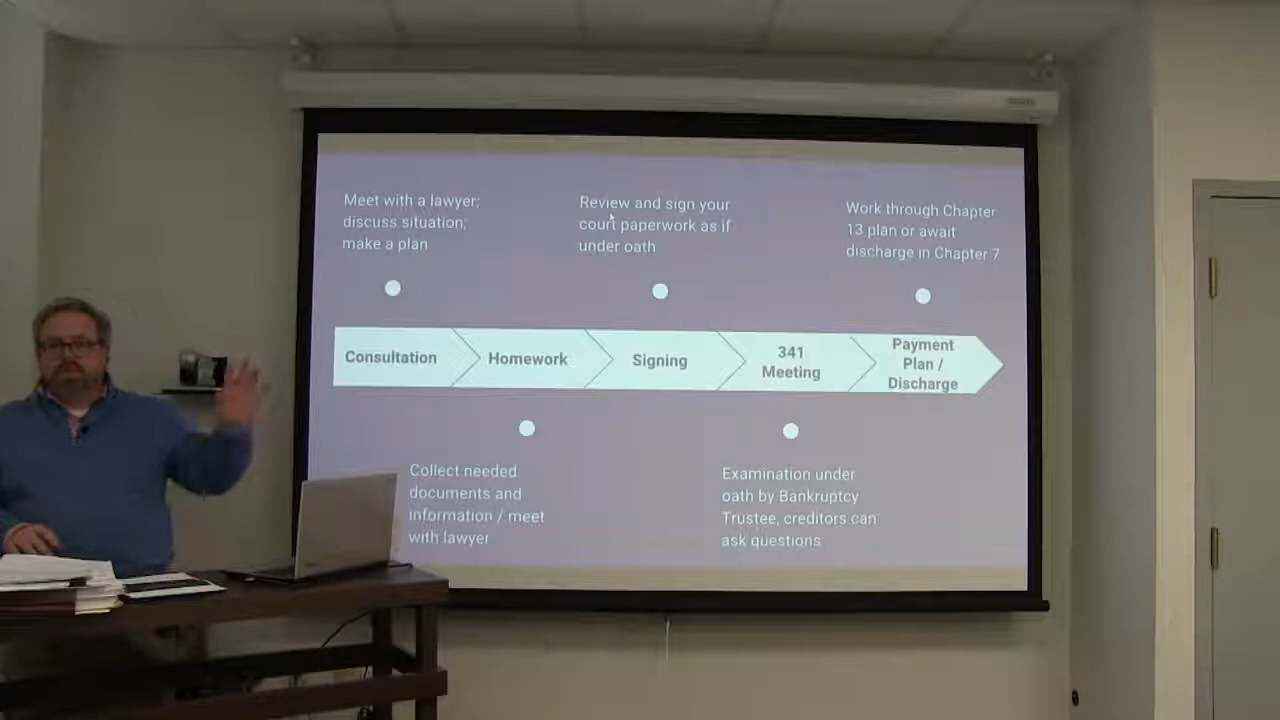 Meet with a lawyer;
discuss situation;
make a plan
Review and sign your
court paperwork as if
under oath
Work through Chapter
13 plan or await
discharge in Chapter 7
Consultation
Homework
Signing
341
Meeting
Payment
Plan /
Discharge
Collect needed
documents and
information / meet
with lawyer
Examination under
oath by Bankruptcy
Trustee, creditors can
ask questions